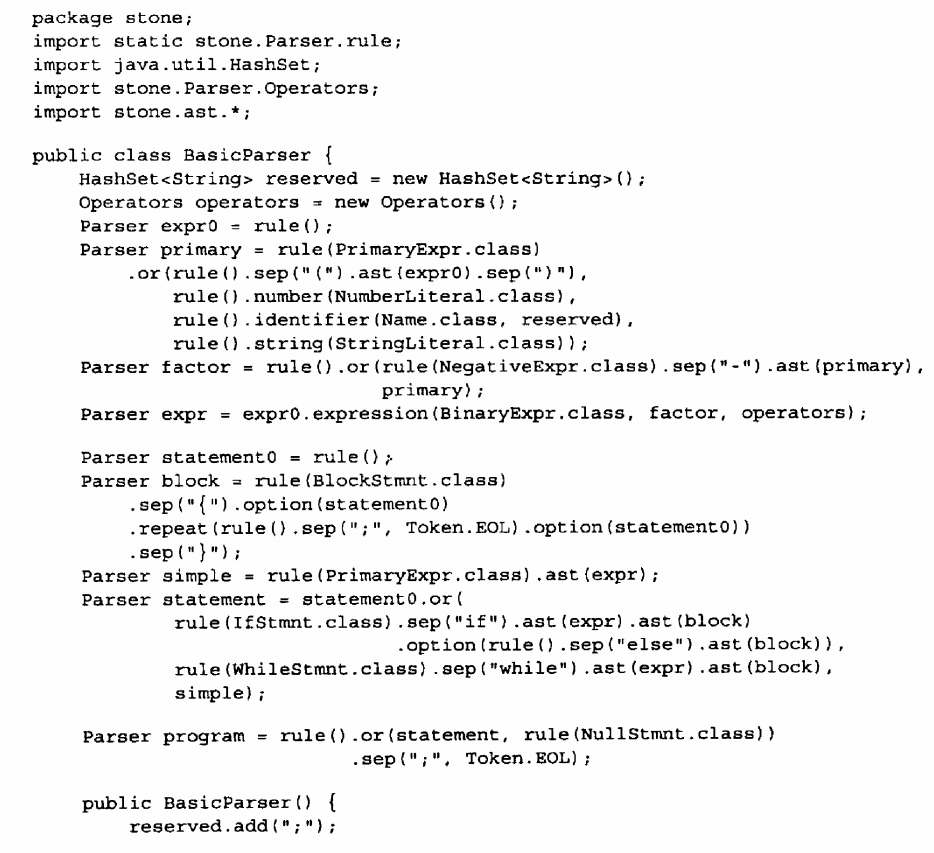 package stone;
import static stone.Parser.rule;
import java.util.HashSet;
import stone.Parser.Operators;
import stone.ast.*;
public class BasicParser {
HashSet<String> reserved = new HashSet<String>();
Operators operators = new Operators();
Parser expr0 = rule();
Parser primary = rule(PrimaryExpr.class)
.or(rule().sep("(").ast(expr0).sep(")"),
rule().number(NumberLiteral.class),
rule().identifier(Name.class, reserved),
rule().string(StringLiteral.class));
Parser factor = rule().or(rule(NegativeExpr.class).sep("-").ast(primary),
primary);
Parser expr = expr0.expression(BinaryExpr.class, factor, operators);
Parser statement0 = rule();
Parser block = rule(BlockStmnt.class)
.sep("{").option(statement0)
.repeat(rule().sep(";", Token.EOL).option(statement0))
.sep("}");
Parser simple = rule(PrimaryExpr.class).ast(expr);
Parser statement = statement0.or(
rule(IfStmnt.class).sep("if").ast(expr).ast(block)
.option(rule().sep("else").ast(block)),
rule(WhileStmnt.class).sep("while").ast(expr).ast(block),
simple);
Parser program = rule().or(statement, rule(NullStmnt.class))
.sep(";", Token.EOL);
public BasicParser() {
reserved.add(";");